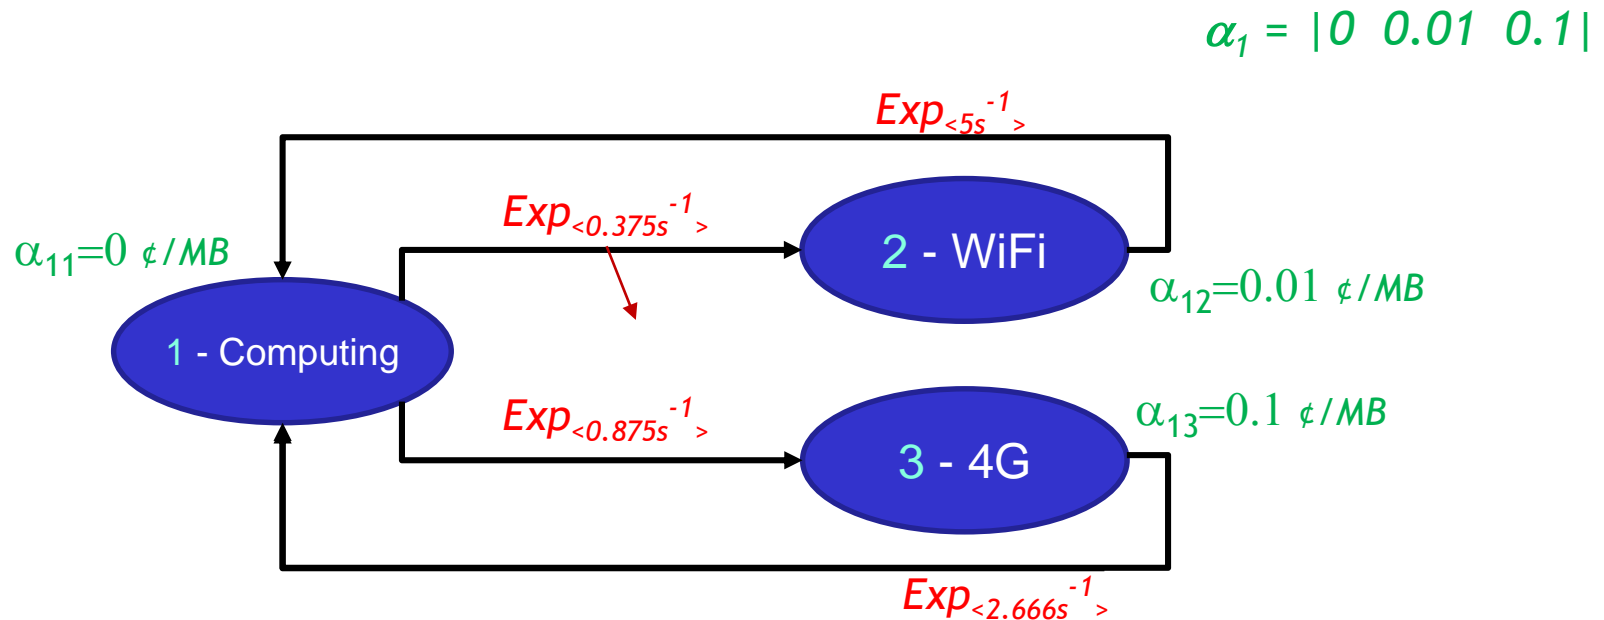 α₁ = |0 0.01 0.1|
Exp<5s⁻¹>
Exp<0.375s⁻¹>
α₁₁=0 ¢/MB
2 - WiFi
α₁₂=0.01 ¢/MB
1 - Computing
Exp<0.875s⁻¹>
α₁₃=0.1 ¢/MB
3 - 4G
Exp<2.666s⁻¹>